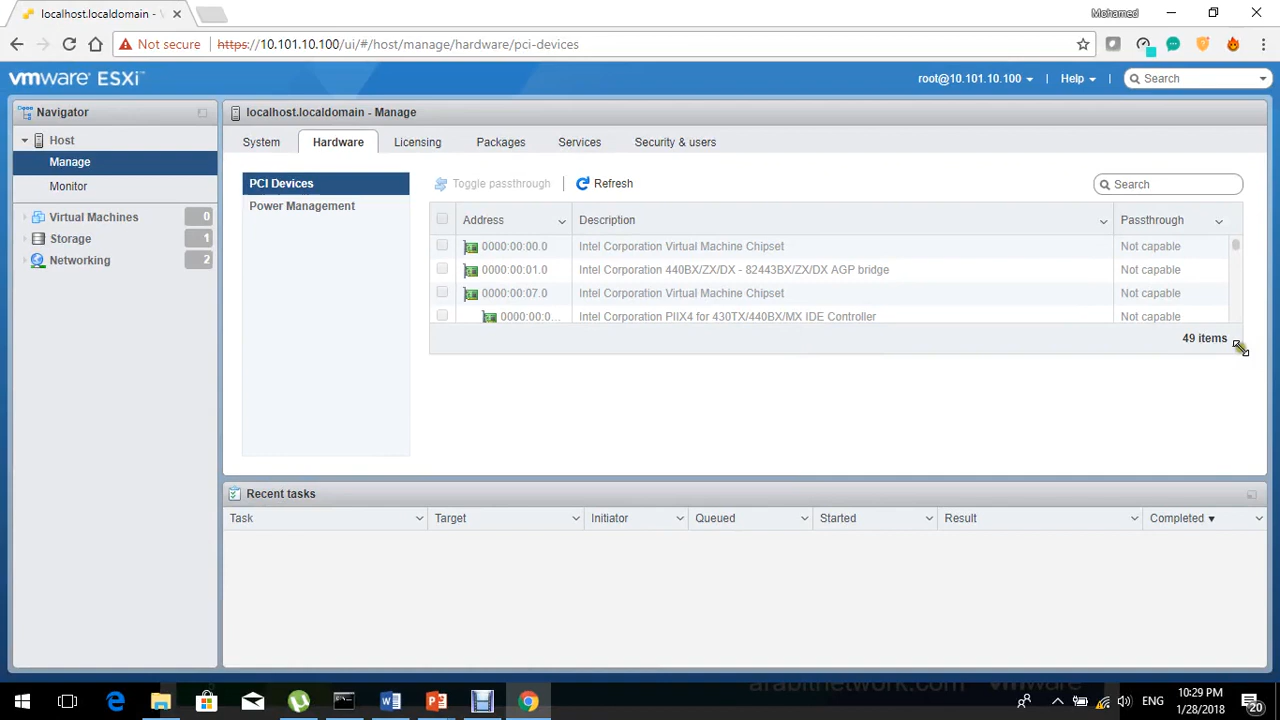 localhost.localdomain -
Mohamed
Not secure
https://10.101.10.100/ui/#/host/manage/hardware/pci-devices
vmware ESXi™
root@10.101.10.100
Help
Search
Navigator
Host
Manage
Monitor
Virtual Machines 0
Storage 1
Networking 2
localhost.localdomain - Manage
System Hardware Licensing Packages Services Security & users
PCI Devices
Power Management
Toggle passthrough Refresh
Search
Address Description Passthrough
0000:00:00.0 Intel Corporation Virtual Machine Chipset Not capable
0000:00:01.0 Intel Corporation 440BX/ZX/DX - 82443BX/ZX/DX AGP bridge Not capable
0000:00:07.0 Intel Corporation Virtual Machine Chipset Not capable
0000:00:0... Intel Corporation PIIX4 for 430TX/440BX/MX IDE Controller Not capable
49 items
Recent tasks
Task Target Initiator Queued Started Result Completed
arabitnetwork.com vmware
ENG
10:29 PM
1/28/2018
20